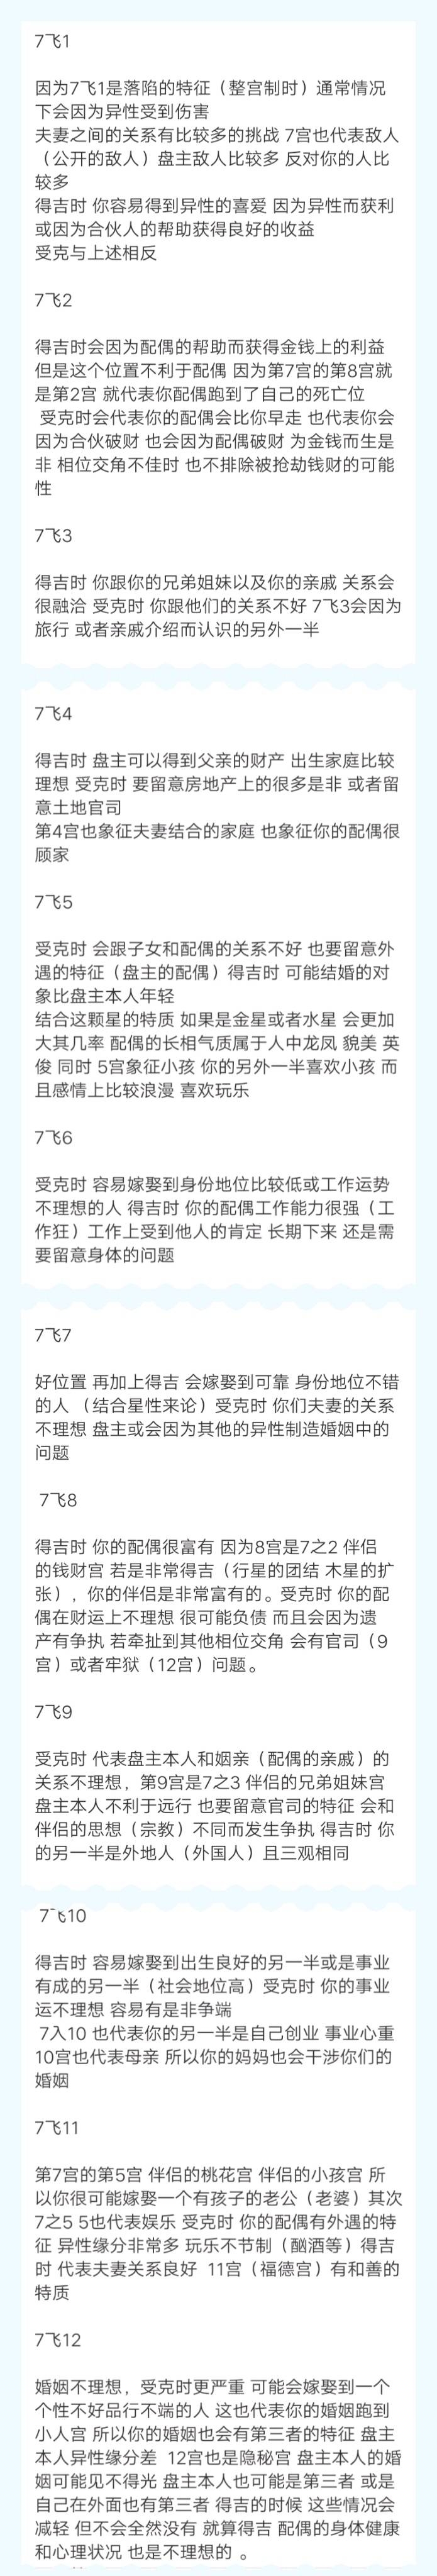 7飞1
因为7飞1是落陷的特征（整宫制时）通常情况
下会因为异性受到伤害
夫妻之间的关系有比较多的挑战 7宫也代表敌人
（公开的敌人）盘主敌人比较多 反对你的人比
较多
得吉时 你容易得到异性的喜爱 因为异性而获利
或因为合伙人的帮助获得良好的收益
受克与上述相反
7飞2
得吉时会因为配偶的帮助而获得金钱上的利益
但是这个位置不利于配偶 因为第7宫的第8宫就
是第2宫 就代表你配偶跑到了自己的死亡位
受克时会代表你的配偶会比你早走 也代表你会
因为合伙破财 也会因为配偶破财 为金钱而生是
非 相位交角不佳时 也不排除被抢劫钱财的可能
性
7飞3
得吉时 你跟你的兄弟姐妹以及你的亲戚 关系会
很融洽 受克时 你跟他们的关系不好 7飞3会因为
旅行 或者亲戚介绍而认识的另外一半
7飞4
得吉时 盘主可以得到父亲的财产 出生家庭比较
理想 受克时 要留意房地产上的很多是非 或者留
意土地官司
第4宫也象征夫妻结合的家庭 也象征你的配偶很
顾家
7飞5
受克时 会跟子女和配偶的关系不好 也要留意外
遇的特征（盘主的配偶）得吉时 可能结婚的对
象比盘主本人年轻
结合这颗星的特质 如果是金星或者水星 会更加
大其几率 配偶的长相气质属于人中龙凤 貌美 英
俊 同时 5宫象征小孩 你的另外一半喜欢小孩 而
且感情上比较浪漫 喜欢玩乐
7飞6
受克时 容易嫁娶到身份地位比较低或工作运势
不理想的人 得吉时 你的配偶工作能力很强（工
作狂）工作上受到他人的肯定 长期下来 还是需
要留意身体的问题
7飞7
好位置 再加上得吉 会嫁娶到可靠 身份地位不错
的人 （结合星性来论）受克时 你们夫妻的关系
不理想 盘主或会因为其他的异性制造婚姻中的
问题
7飞8
得吉时 你的配偶很富有 因为8宫是7之2 伴侣
的钱财宫 若是非常得吉（行星的团结 木星的扩
张），你的伴侣是非常富有的。受克时 你的配
偶在财运上不理想 很可能负债 而且会因为遗
产有争执 若牵扯到其他相位交角 会有官司（9
宫）或者牢狱（12宫）问题。
7飞9
受克时 代表盘主本人和姻亲（配偶的亲戚）的
关系不理想，第9宫是7之3 伴侣的兄弟姐妹宫
盘主本人不利于远行 也要留意官司的特征 会和
伴侣的思想（宗教）不同而发生争执 得吉时 你
的另一半是外地人（外国人）且三观相同
7飞10
得吉时 容易嫁娶到出生良好的另一半或是事业
有成的另一半（社会地位高）受克时 你的事业
运不理想 容易有是非争端
7入10 也代表你的另一半是自己创业 事业心重
10宫也代表母亲 所以你的妈妈也会干涉你们的
婚姻
7飞11
第7宫的第5宫 伴侣的桃花宫 伴侣的小孩宫 所
以你很可能嫁娶一个有孩子的老公（老婆）其次
7之5 5也代表娱乐 受克时 你的配偶有外遇的特
征 异性缘分非常多 玩乐不节制（酗酒等）得吉
时 代表夫妻关系良好 11宫（福德宫）有和善的
特质
7飞12
婚姻不理想，受克时更严重 可能会嫁娶到一个
个性不好品行不端的人 这也代表你的婚姻跑到
小人宫 所以你的婚姻也会有第三者的特征 盘主
本人异性缘分差 12宫也是隐秘宫 盘主本人的婚
姻可能见不得光 盘主本人也可能是第三者 或是
自己在外面也有第三者 得吉的时候 这些情况会
减轻 但不会全然没有 就算得吉 配偶的身体健康
和心理状况 也是不理想的 。